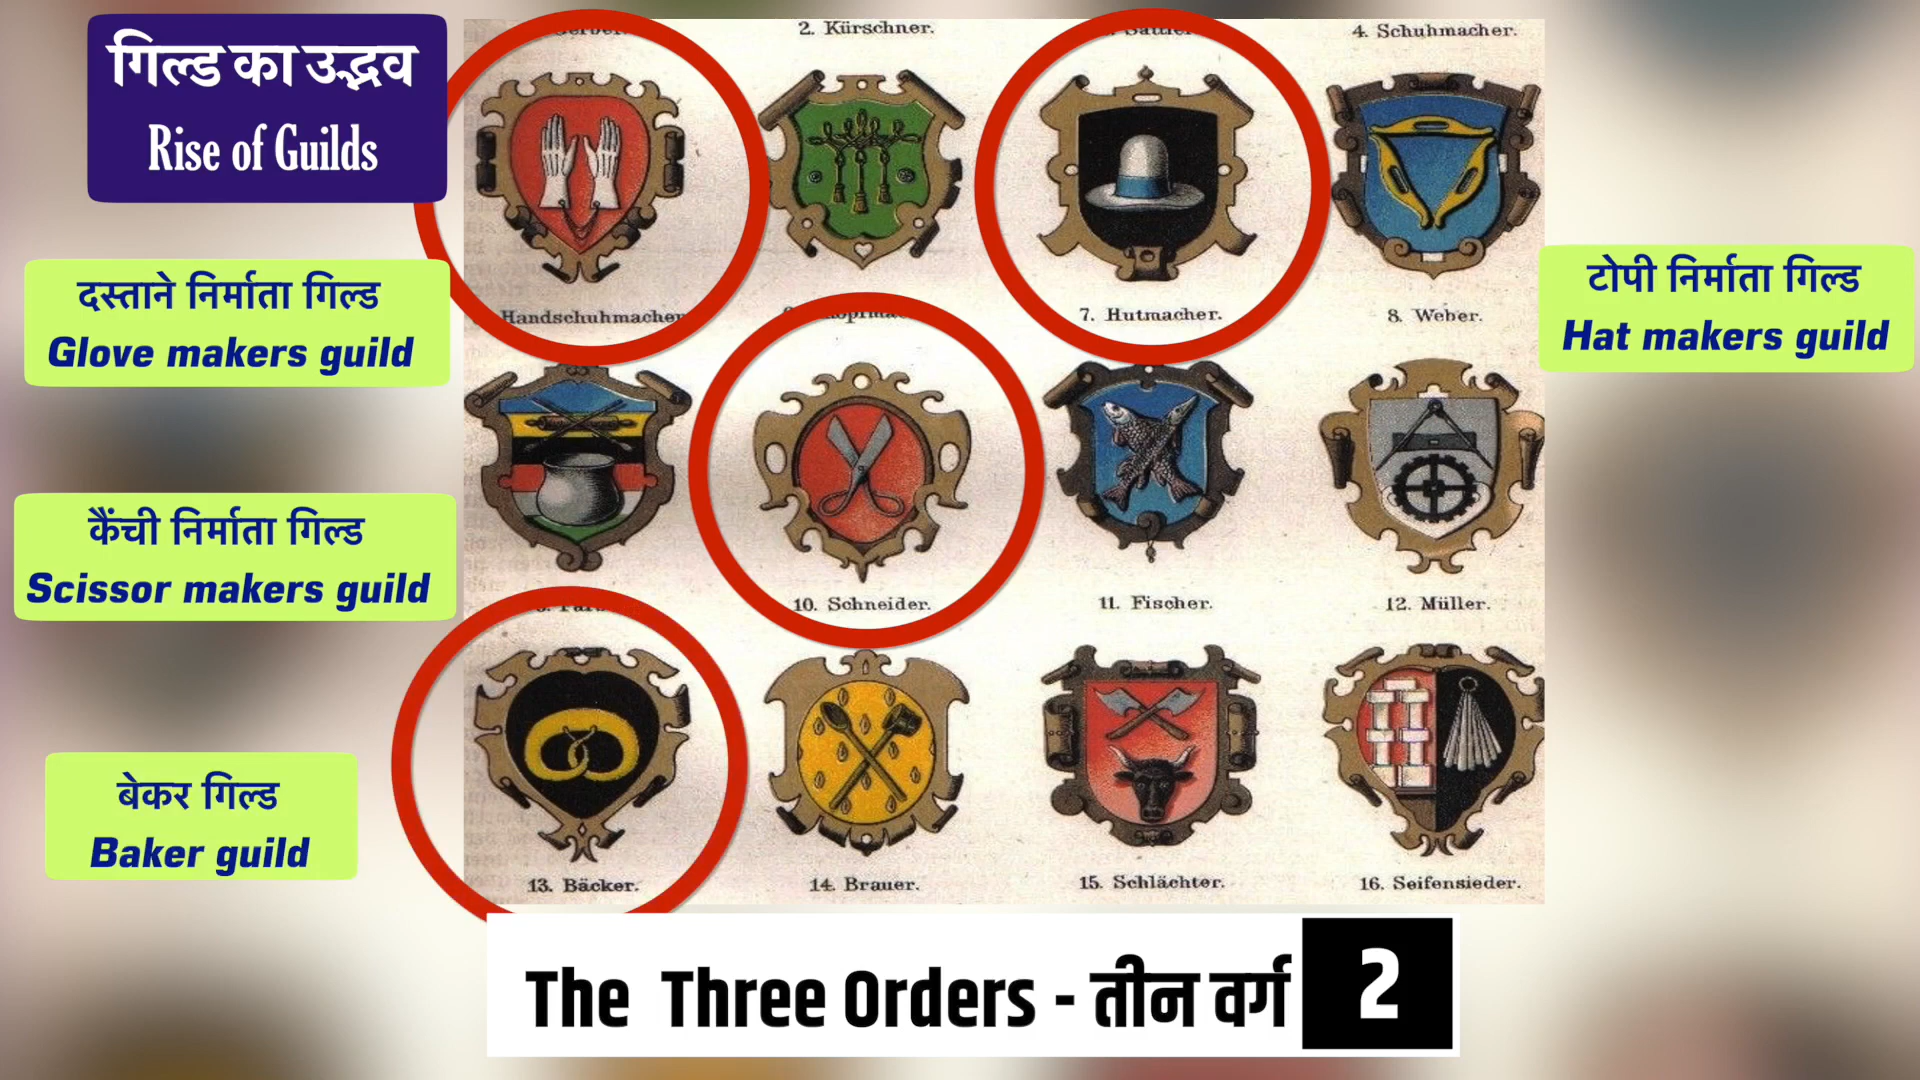 गिल्ड का उद्भव
Rise of Guilds
2. Kürschner.
4. Schuhmacher.
दस्ताने निर्माता गिल्ड
Glove makers guild
टोपी निर्माता गिल्ड
Hat makers guild
Handschuhmacher
7. Hutmacher.
8. Weber.
कैंची निर्माता गिल्ड
Scissor makers guild
10. Schneider.
11. Fischer.
12. Müller.
बेकर गिल्ड
Baker guild
13. Bäcker.
14. Brauer.
15. Schlächter.
16. Seifensieder.
The Three Orders - तीन वर्ग 2